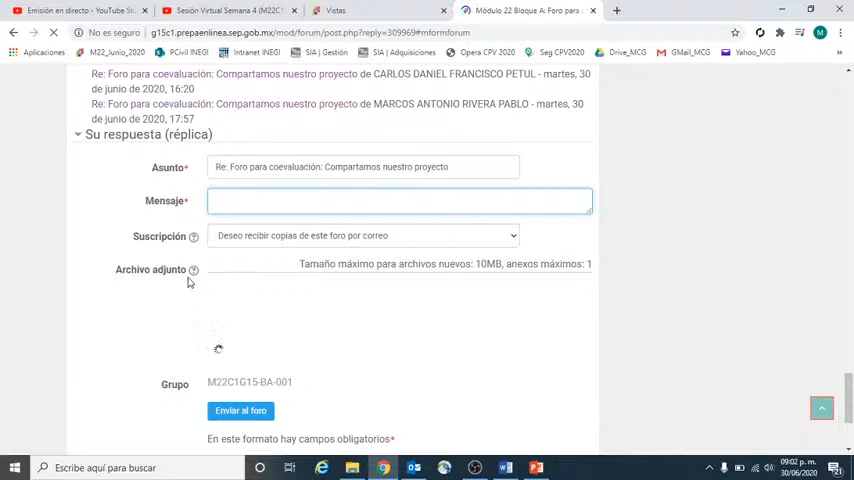 Emisión en directo - YouTube St
Sesión Virtual Semana 4 (M22C1
Vistas
Módulo 22 Bloque A: Foro para co
No es seguro
g15c1.prepaenlinea.sep.gob.mx/mod/forum/post.php?reply=309969#mformforum
Aplicaciones
M22_Junio_2020
PCivil INEGI
Intranet INEGI
SIA | Gestión
SIA | Adquisiciones
Opera CPV 2020
Seg CPV2020
Drive_MCG
GMail_MCG
Yahoo_MCG
Re: Foro para coevaluación: Compartamos nuestro proyecto de CARLOS DANIEL FRANCISCO PETUL - martes, 30
de junio de 2020, 16:20
Re: Foro para coevaluación: Compartamos nuestro proyecto de MARCOS ANTONIO RIVERA PABLO - martes, 30
de junio de 2020, 17:57
Su respuesta (réplica)
Asunto*
Re: Foro para coevaluación: Compartamos nuestro proyecto
Mensaje*
Suscripción
Deseo recibir copias de este foro por correo
Archivo adjunto
Tamaño máximo para archivos nuevos: 10MB, anexos máximos: 1
Grupo
M22C1G15-BA-001
Enviar al foro
En este formato hay campos obligatorios*
Escribe aquí para buscar
09:02 p. m.
30/06/2020